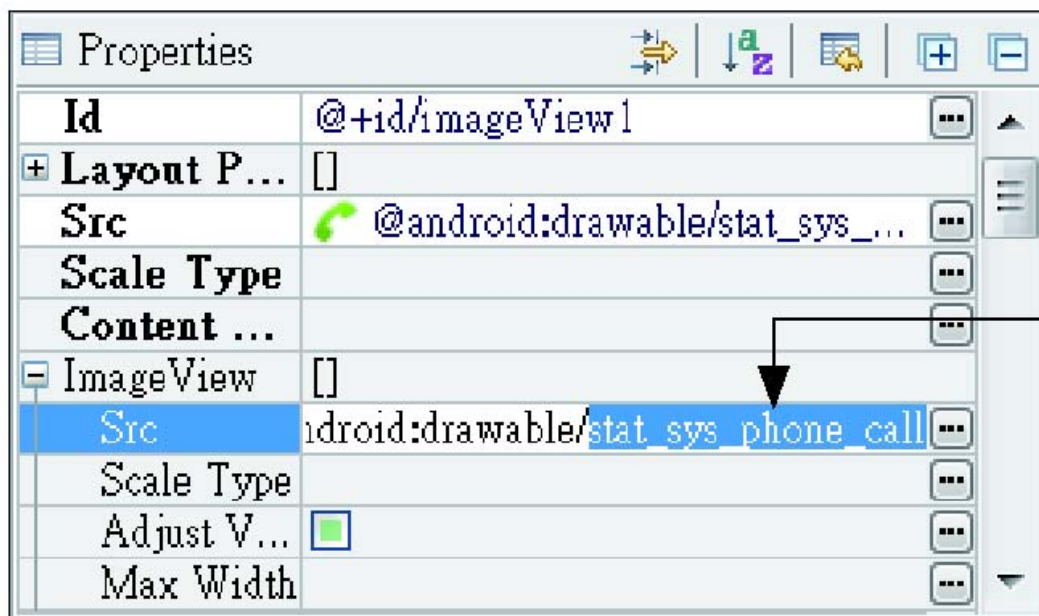 Properties
Id @+id/imageView1
Layout P... []
Src @android:drawable/stat_sys_...
Scale Type
Content ...
ImageView []
Src ndroid:drawable/stat_sys_phone_call
Scale Type
Adjust V...
Max Width